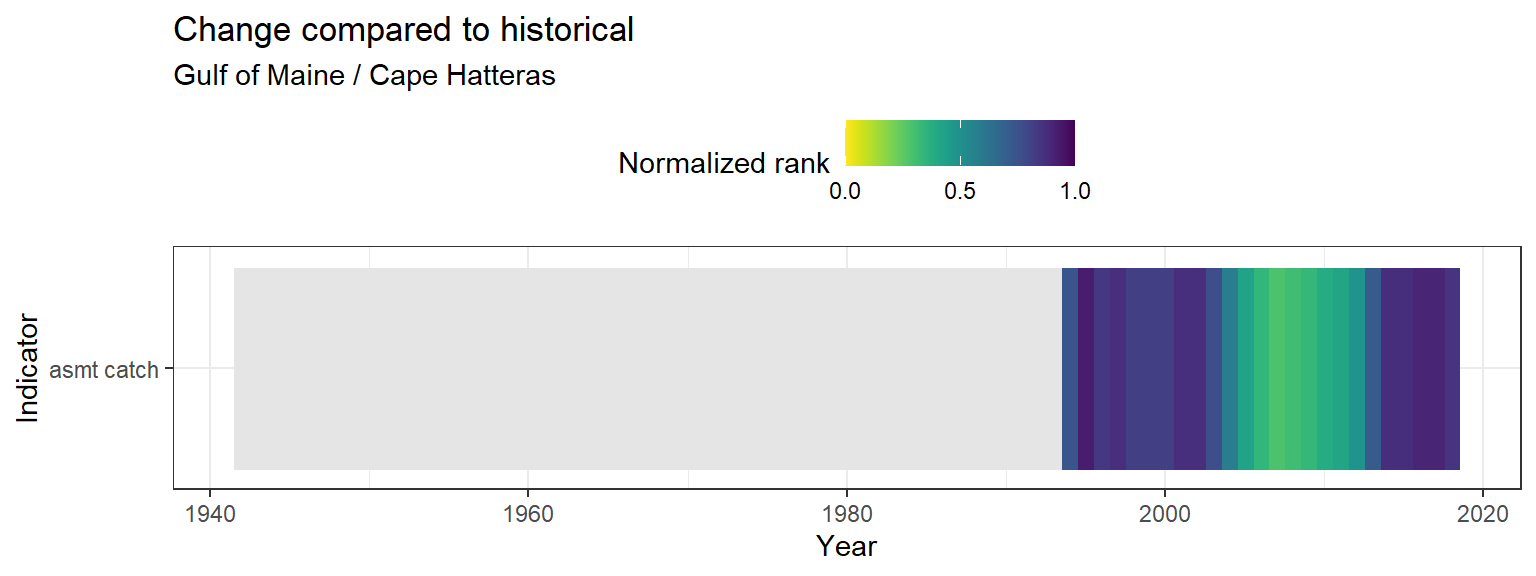 Change compared to historical
Gulf of Maine / Cape Hatteras
Normalized rank
0.0 0.5 1.0
Indicator
asmt catch
1940 1960 1980 2000 2020
Year